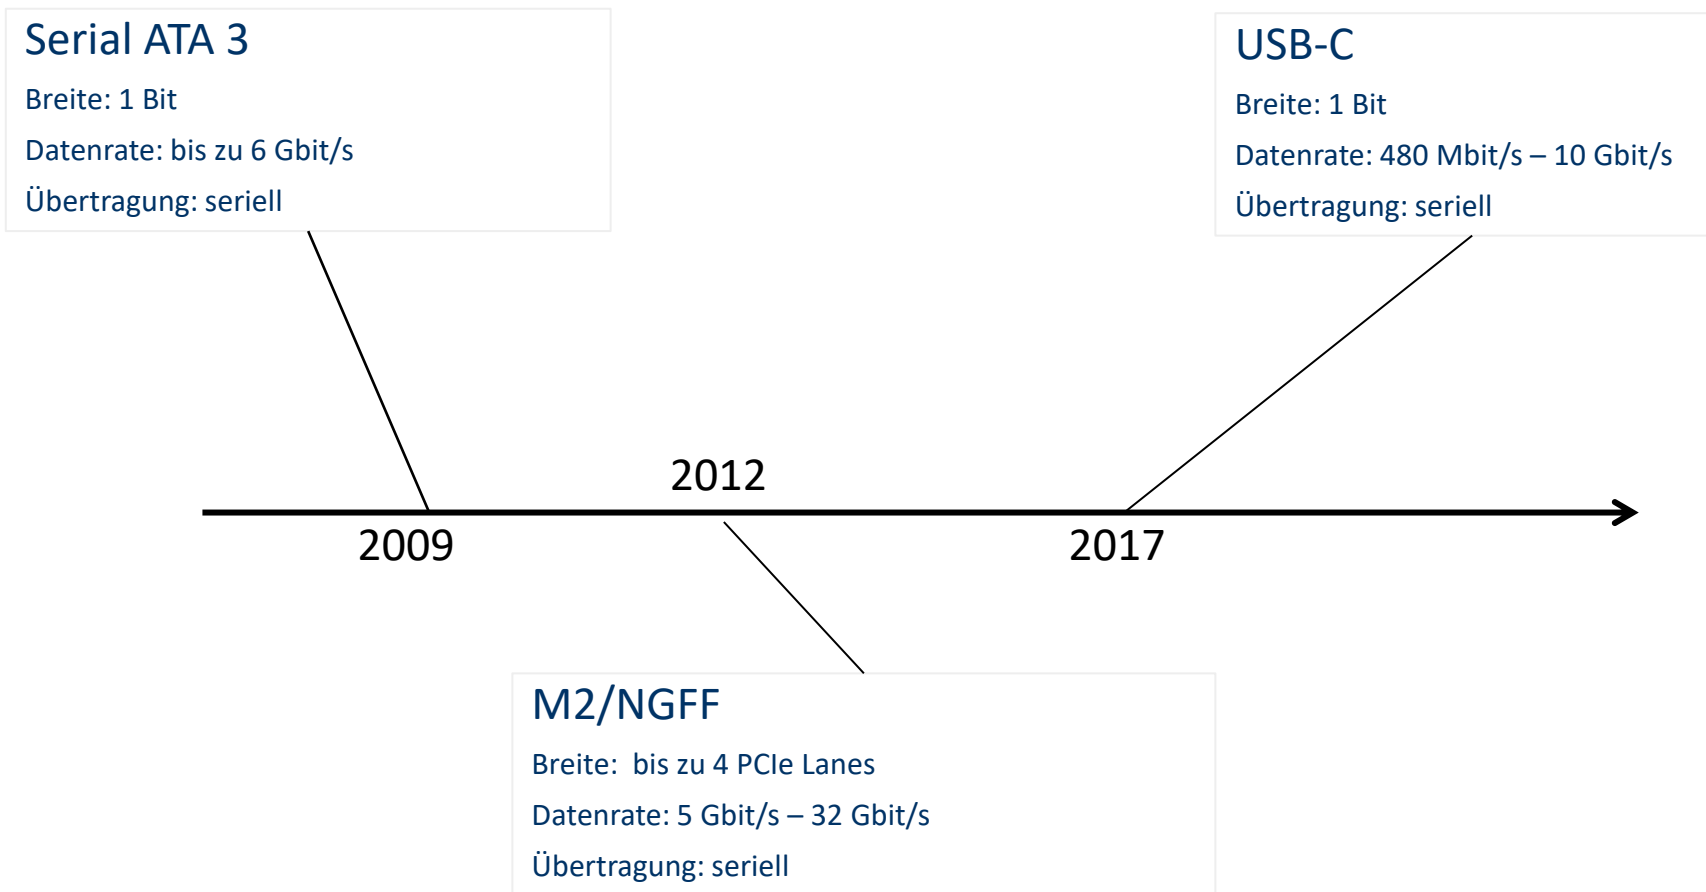 Serial ATA 3
Breite: 1 Bit
Datenrate: bis zu 6 Gbit/s
Übertragung: seriell
USB-C
Breite: 1 Bit
Datenrate: 480 Mbit/s – 10 Gbit/s
Übertragung: seriell
2012
2009
2017
M2/NGFF
Breite:  bis zu 4 PCIe Lanes
Datenrate: 5 Gbit/s – 32 Gbit/s
Übertragung: seriell